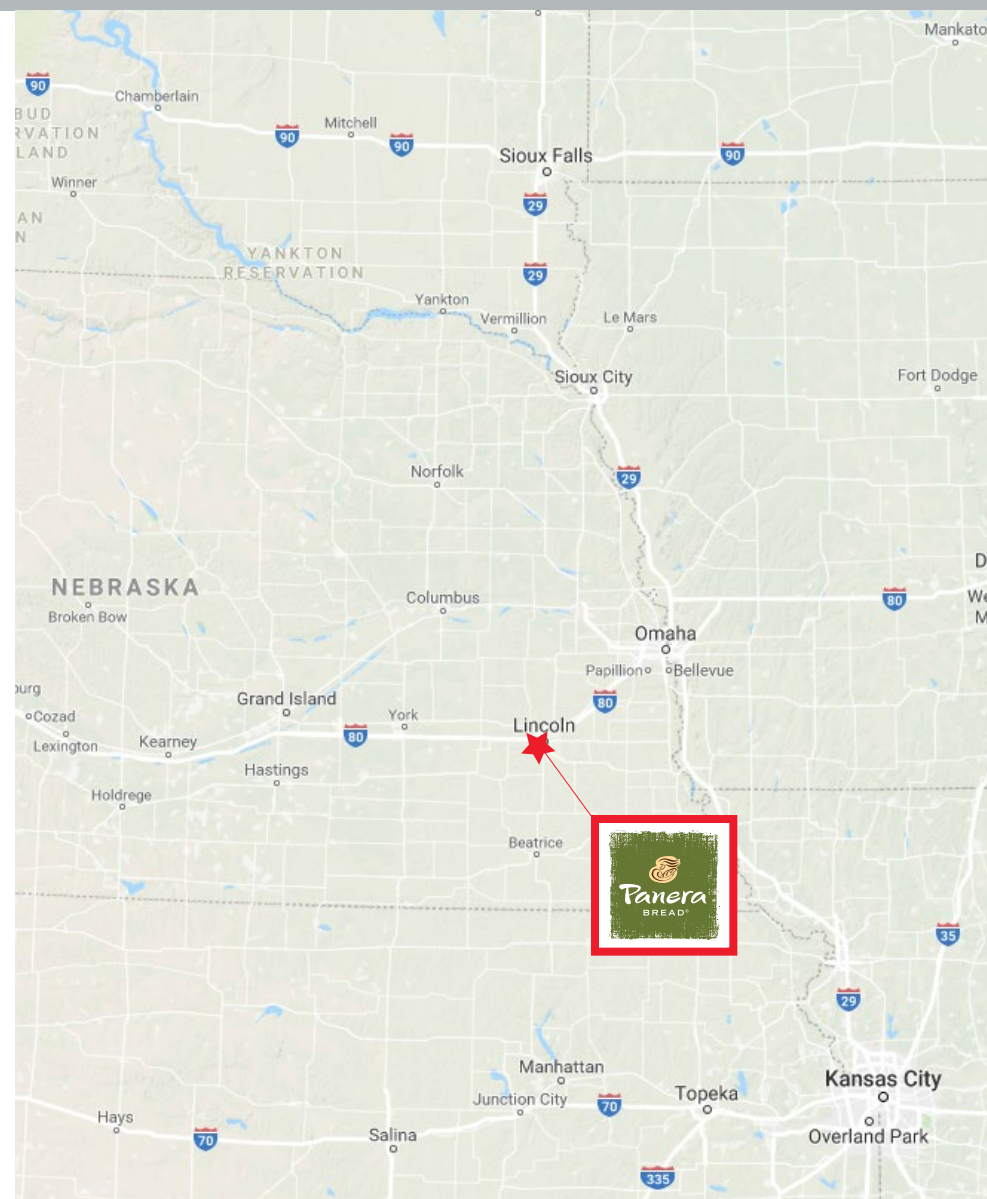 Mankato
90
Chamberlain
BUD
RVATION
LAND
Mitchell
90
90
Sioux Falls
90
Winner
29
AN
N
YANKTON
RESERVATION
29
Yankton
Vermillion
Le Mars
Sioux City
Fort Dodge
Norfolk
29
D
NEBRASKA
Broken Bow
Columbus
80
We
M
Omaha
Papillion
Bellevue
burg
Grand Island
80
Cozad
York
Lincoln
Lexington
Kearney
80
Hastings
Holdrege
Beatrice
Panera
BREAD®
35
29
Manhattan
Kansas City
Junction City
70
Topeka
Hays
70
Salina
Overland Park
335